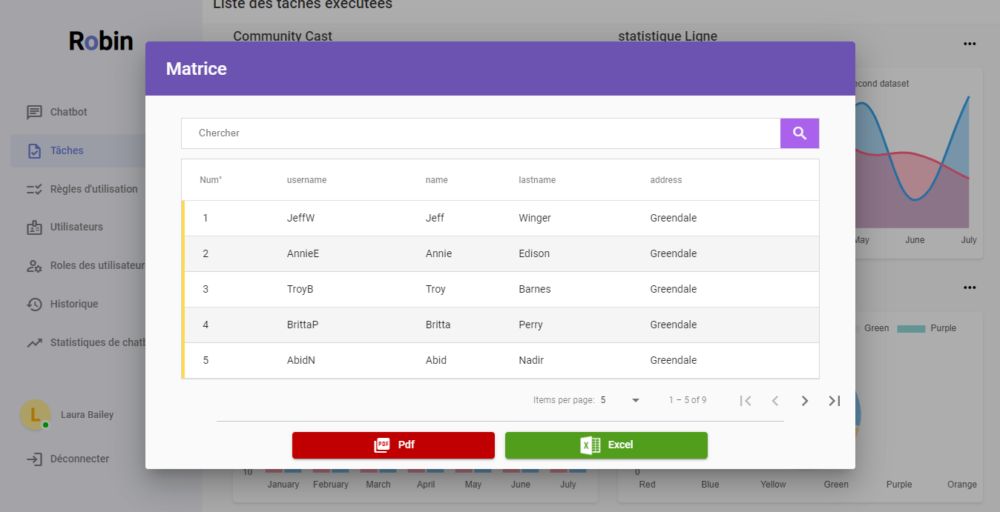 Liste des tâches exécutées
Robin
Community Cast
statistique Ligne
Chatbot
Tâches
Règles d'utilisation
Utilisateurs
Roles des utilisateur
Historique
Statistiques de chatb
L
Laura Bailey
Déconnecter
Matrice
Chercher
Num° username name lastname address
1 JeffW Jeff Winger Greendale
2 AnnieE Annie Edison Greendale
3 TroyB Troy Barnes Greendale
4 BrittaP Britta Perry Greendale
5 AbidN Abid Nadir Greendale
Items per page: 5 1 – 5 of 9
PDF Pdf X Excel
econd dataset
May June July
Green Purple
10
January February March April May June July
0
Red Blue Yellow Green Purple Orange